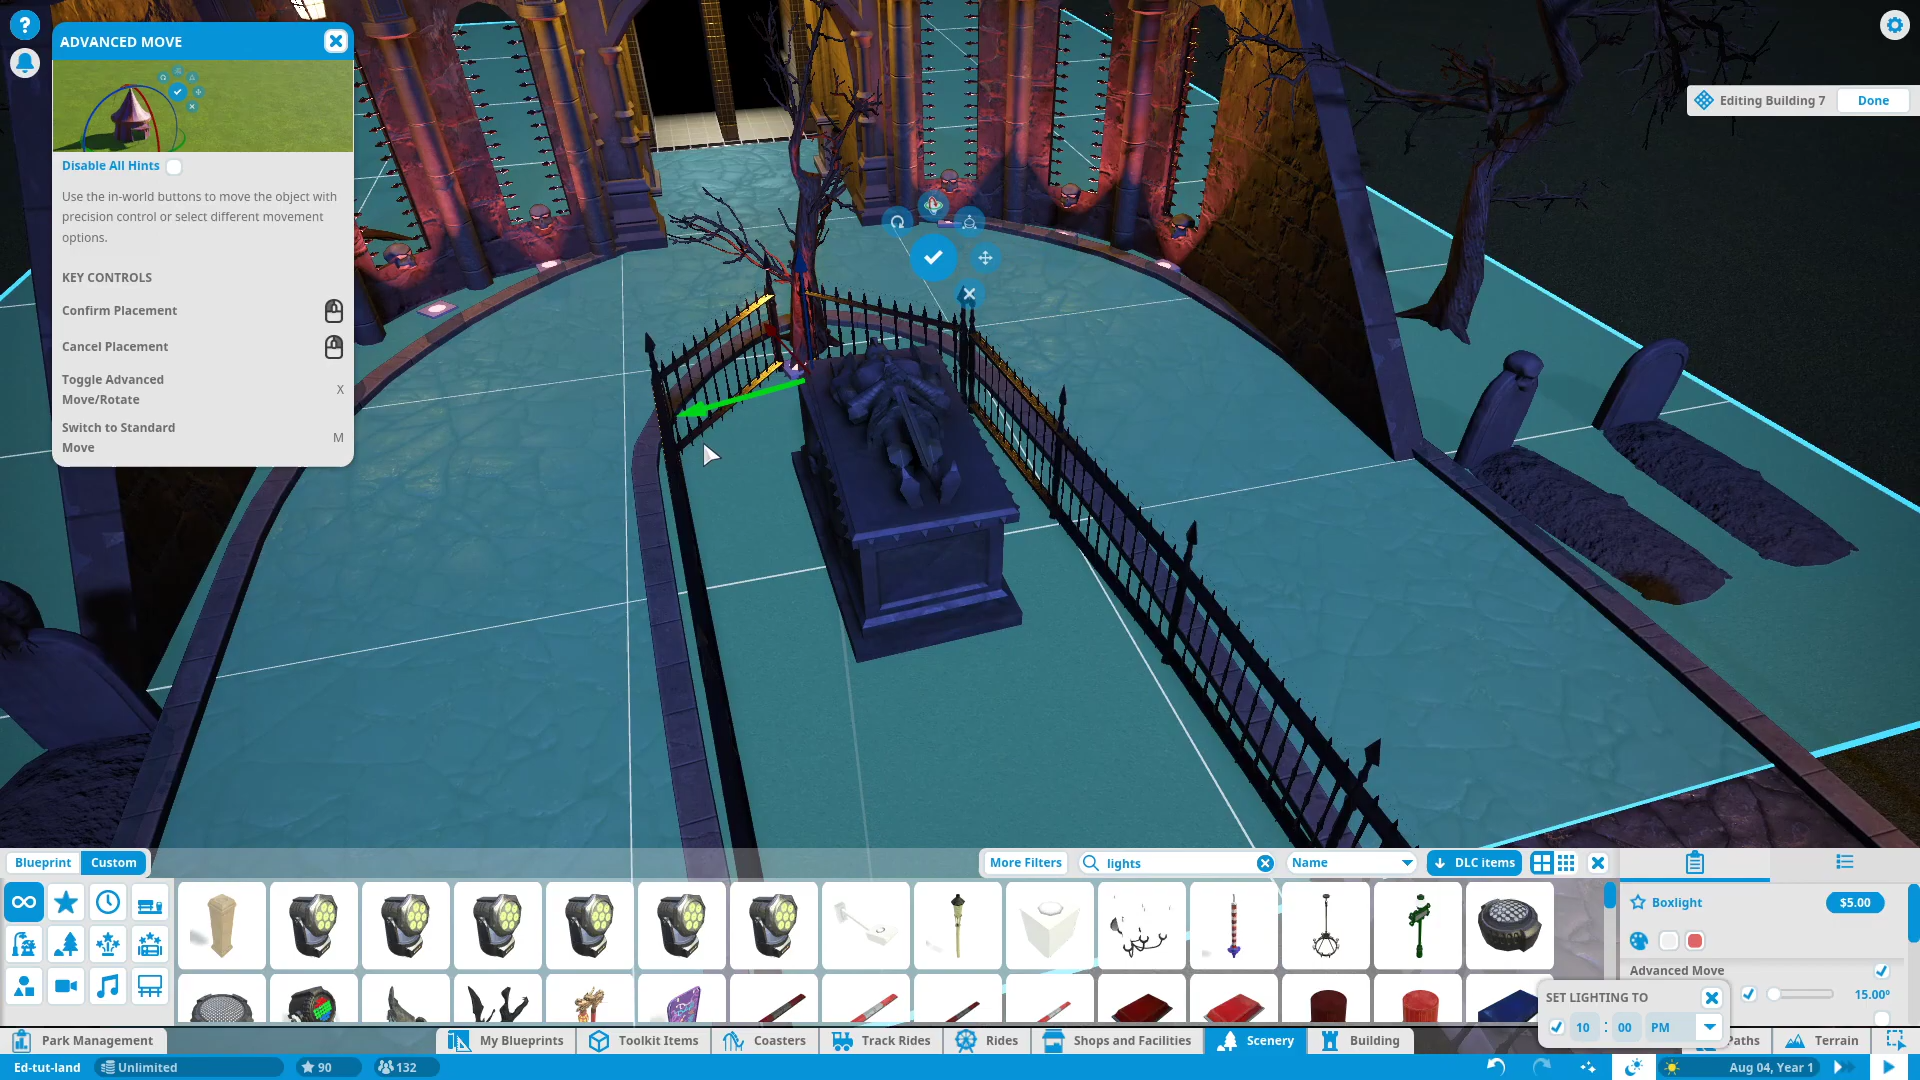 ?
ADVANCED MOVE
Disable All Hints
Use the in-world buttons to move the object with
precision control or select different movement
options.
KEY CONTROLS
Confirm Placement
Cancel Placement
Toggle Advanced
Move/Rotate
X
Switch to Standard
Move
M
Editing Building 7
Done
Blueprint
Custom
More Filters
lights
Name
DLC items
Boxlight
$5.00
Advanced Move
15.00°
SET LIGHTING TO
10 : 00 PM
Park Management
My Blueprints
Toolkit Items
Coasters
Track Rides
Rides
Shops and Facilities
Scenery
Building
Paths
Terrain
Ed-tut-land
Unlimited
90
132
Aug 04, Year 1